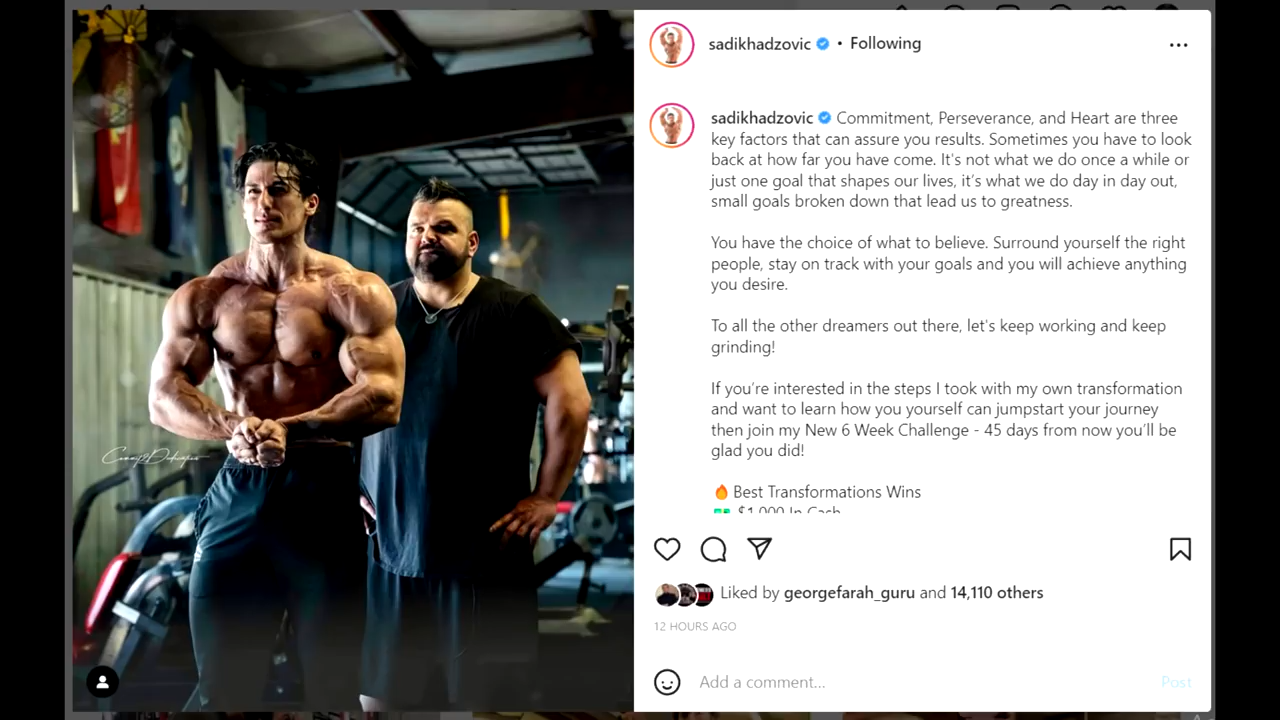 sadikhadzovic • Following
sadikhadzovic Commitment, Perseverance, and Heart are three
key factors that can assure you results. Sometimes you have to look
back at how far you have come. It's not what we do once a while or
just one goal that shapes our lives, it's what we do day in day out,
small goals broken down that lead us to greatness.
You have the choice of what to believe. Surround yourself the right
people, stay on track with your goals and you will achieve anything
you desire.
To all the other dreamers out there, let's keep working and keep
grinding!
If you're interested in the steps I took with my own transformation
and want to learn how you yourself can jumpstart your journey
then join my New 6 Week Challenge - 45 days from now you'll be
glad you did!
🔥 Best Transformations Wins
💵 $1,000 In Cash
Liked by georgefarah_guru and 14,110 others
12 HOURS AGO
Add a comment...
Post